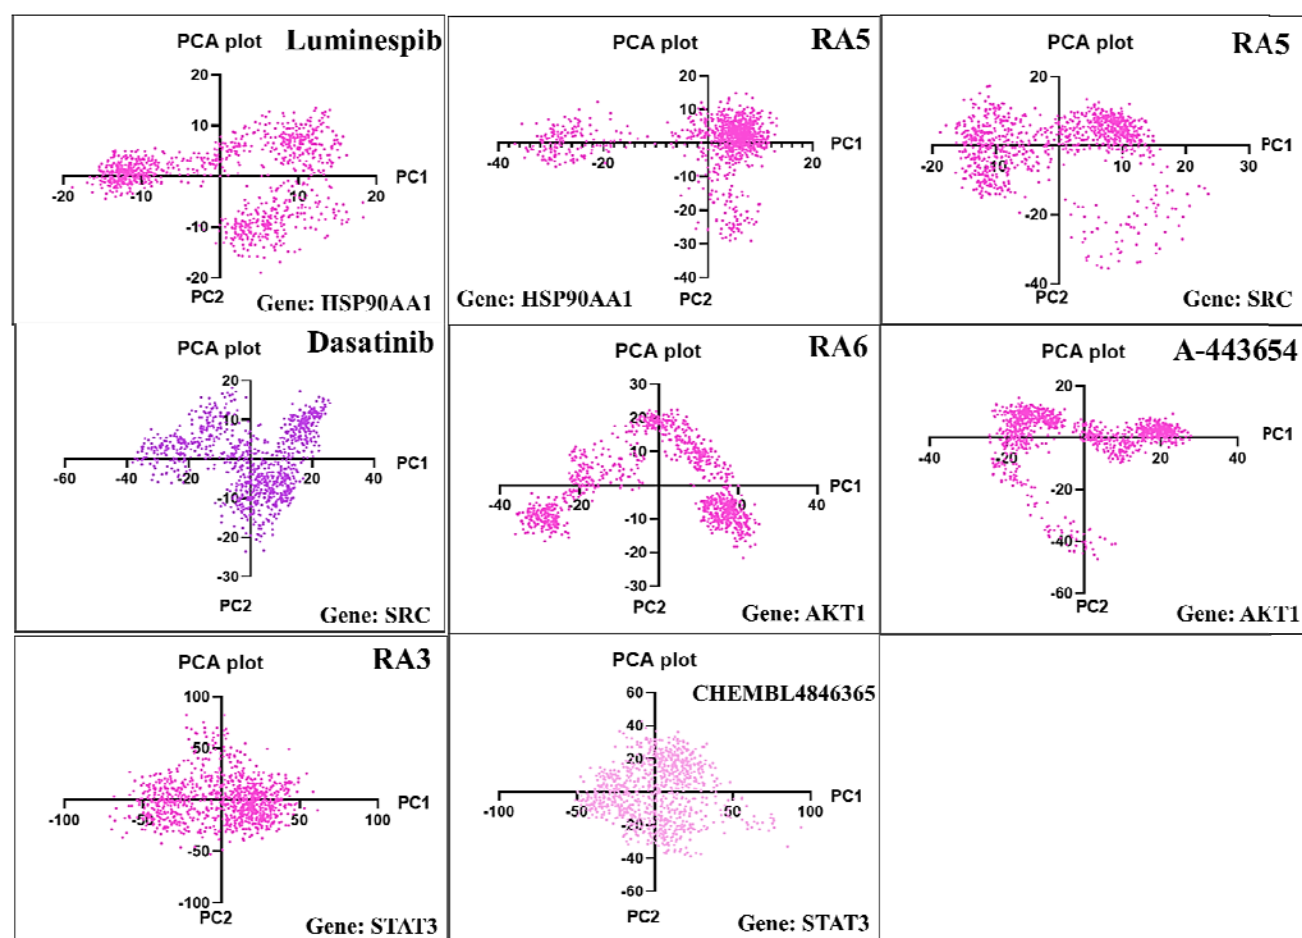 PCA plot Luminespib
20
10
-20 -10 10 20 PC1
-10
-20
PC2
Gene: HSP90AA1
PCA plot RA5
20
10
-40 -20 20 PC1
-10
-20
-30
-40
Gene: HSP90AA1 PC2
PCA plot RA5
20
-20 -10 10 20 30 PC1
-20
-40
PC2
Gene: SRC
PCA plot Dasatinib
20
10
-60 -40 -20 20 40 PC1
-10
-20
-30
PC2
Gene: SRC
PCA plot RA6
30
20
10
-40 -20 20 40 PC1
-10
-20
-30
PC2
Gene: AKT1
PCA plot A-443654
20
-40 -20 20 40 PC1
-20
-40
-60
PC2
Gene: AKT1
PCA plot RA3
100
50
-100 -50 50 100 PC1
-50
-100
PC2
Gene: STAT3
PCA plot
CHEMBL4846365
60
40
20
-100 -50 50 100 PC1
-20
-40
-60
PC2
Gene: STAT3